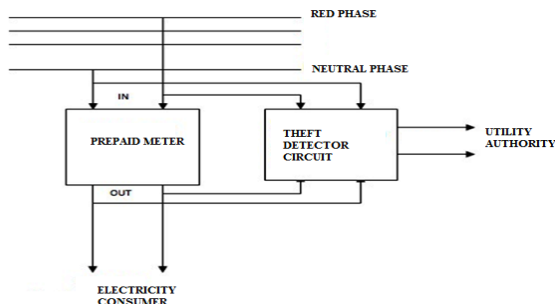 RED PHASE
NEUTRAL PHASE
IN
PREPAID METER
THEFT
DETECTOR
CIRCUIT
UTILITY
AUTHORITY
OUT
ELECTRICITY
CONSUMER